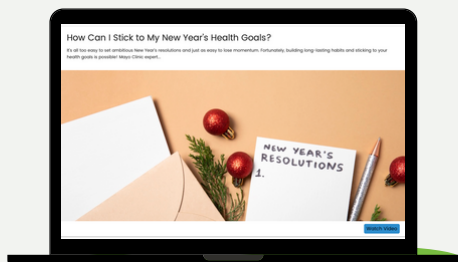 How Can I Stick to My New Year's Health Goals?
It's all too easy to set ambitious New Year's resolutions and just as easy to lose momentum. Fortunately, building long-lasting habits and sticking to your
health goals is possible! Mayo Clinic expert...
NEW YEAR'S
RESOLUTIONS
1.
Watch Video